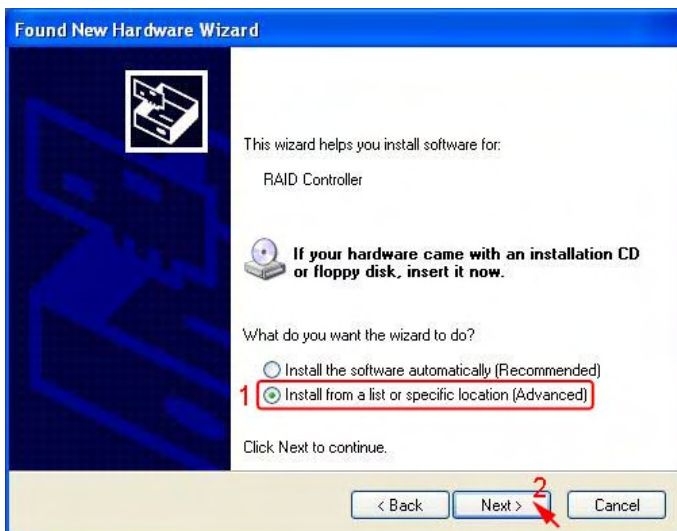 Found New Hardware Wizard
This wizard helps you install software for:
RAID Controller
If your hardware came with an installation CD
or floppy disk, insert it now.
What do you want the wizard to do?
Install the software automatically (Recommended)
1 Install from a list or specific location (Advanced)
Click Next to continue.
2
< Back Next > Cancel